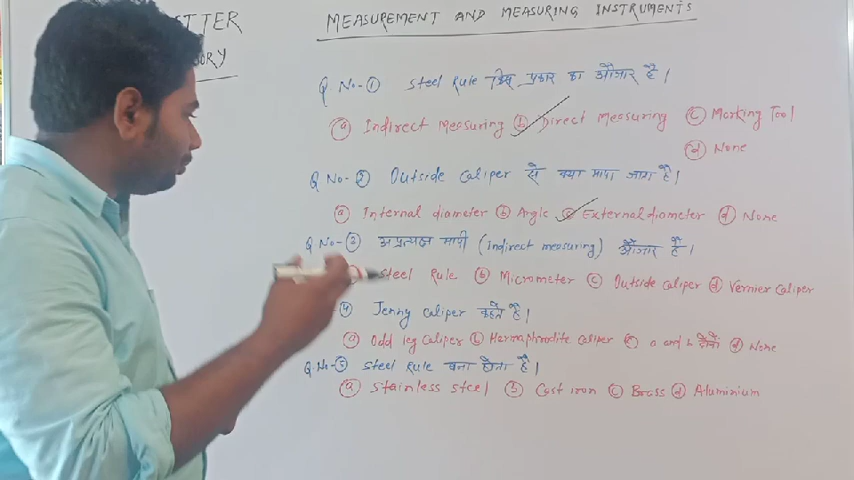 MEASUREMENT AND MEASURING INSTRUMENTS
Q No-① Steel Rule किस प्रकार का औजार है।
ⓐ Indirect Measuring ⓑ Direct Measuring ⓒ Marking Tool
ⓓ None
Q No-② Outside Caliper से क्या मापा जाता है।
ⓐ Internal diameter ⓑ Angle ⓒ External diameter ⓓ None
Q No-③ अप्रत्यक्ष मापी (Indirect measuring) औजार है।
Steel Rule ⓑ Micrometer ⓒ Outside Caliper ⓓ Vernier Caliper
④ Jenny Caliper कहते है।
ⓐ Odd leg Caliper ⓑ Hermaphrodite Caliper ⓒ a and b दोनों ⓓ None
Q No-⑤ Steel Rule बना होता है।
ⓐ Stainless steel ⓑ Cast iron ⓒ Brass ⓓ Aluminium